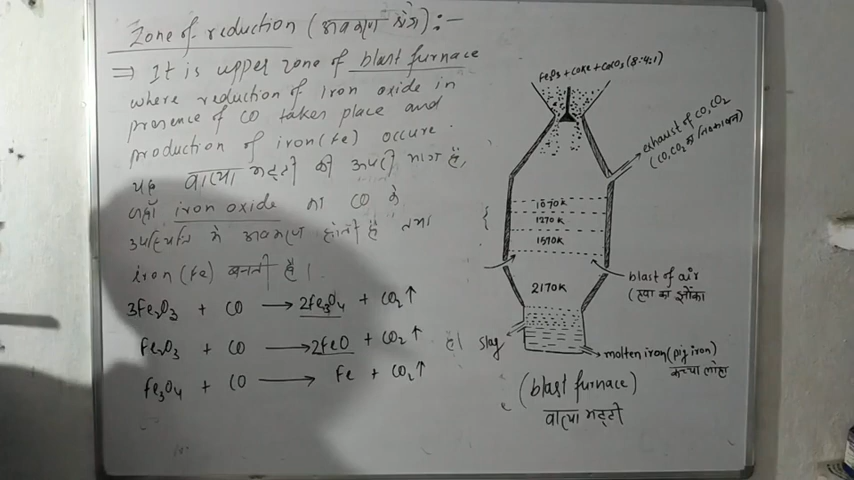 Zone of reduction (अवकरण क्षेत्र) :-
⇒ It is upper zone of blast furnace
where reduction of iron oxide in
presence of CO takes place and
production of iron(Fe) occure.
यह वात्या भट्टी की ऊपरी भाग है,
जहाँ iron oxide का CO के
उपस्थिति में अवकरण होती है तथा
iron (Fe) बनती है।
3Fe₂O₃ + CO ⟶ 2Fe₃O₄ + CO₂↑
Fe₂O₃ + CO ⟶ 2FeO + CO₂↑
Fe₃O₄ + CO ⟶ Fe + CO₂↑
है।
Fe₂O₃ + COKe + CaCO₃ (8:4:1)
exhaust of CO, CO₂
(CO, CO₂ का
1070K
1270K
1570K
blast of air
(हवा का झोंका
2170K
slag
molten iron (pig iron)
कच्चा लोहा
(blast furnace)
वात्या भट्टी